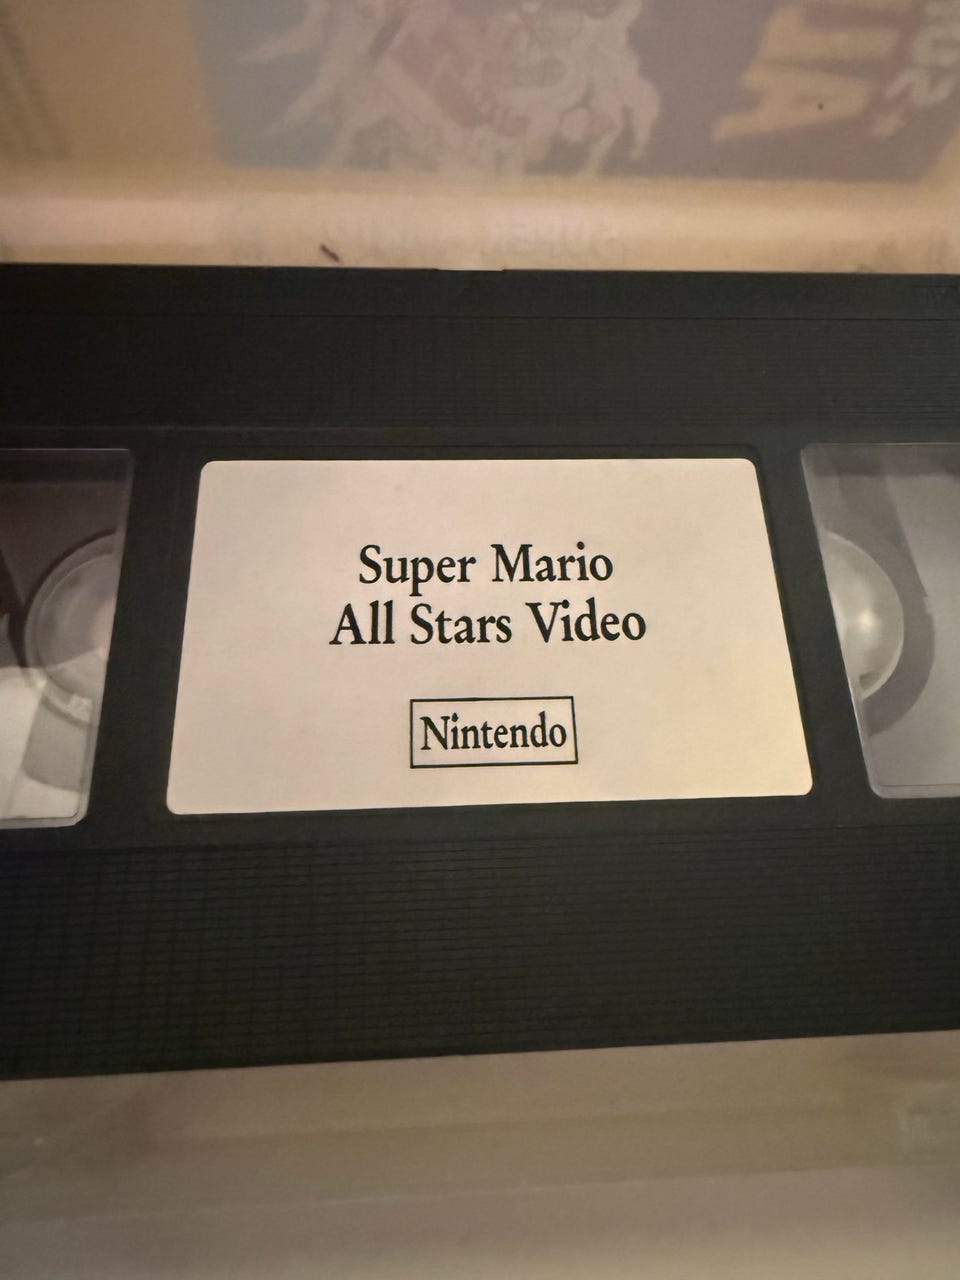 Super Mario
All Stars Video
Nintendo